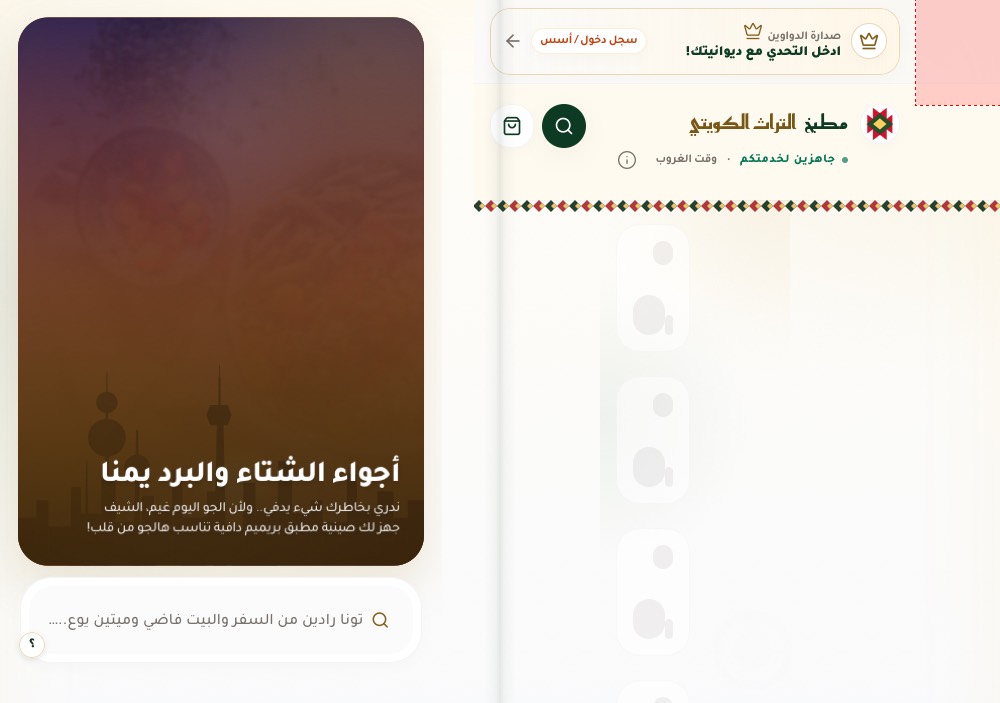 صدارة الدواوين
ادخل التحدي مع ديوانيتك!
سجل دخول / أسس
مطبخ التراث الكويتي
جاهزين لخدمتكم · وقت الغروب
أجواء الشتاء والبرد يمنا
ندري بخاطرك شيء يدفي.. ولأن الجو اليوم غيم، الشيف
جهز لك صينية مطبق بريميم دافية تناسب هالجو من قلب!
تونا رادين من السفر والبيت فاضي وميتين يوع.....
؟